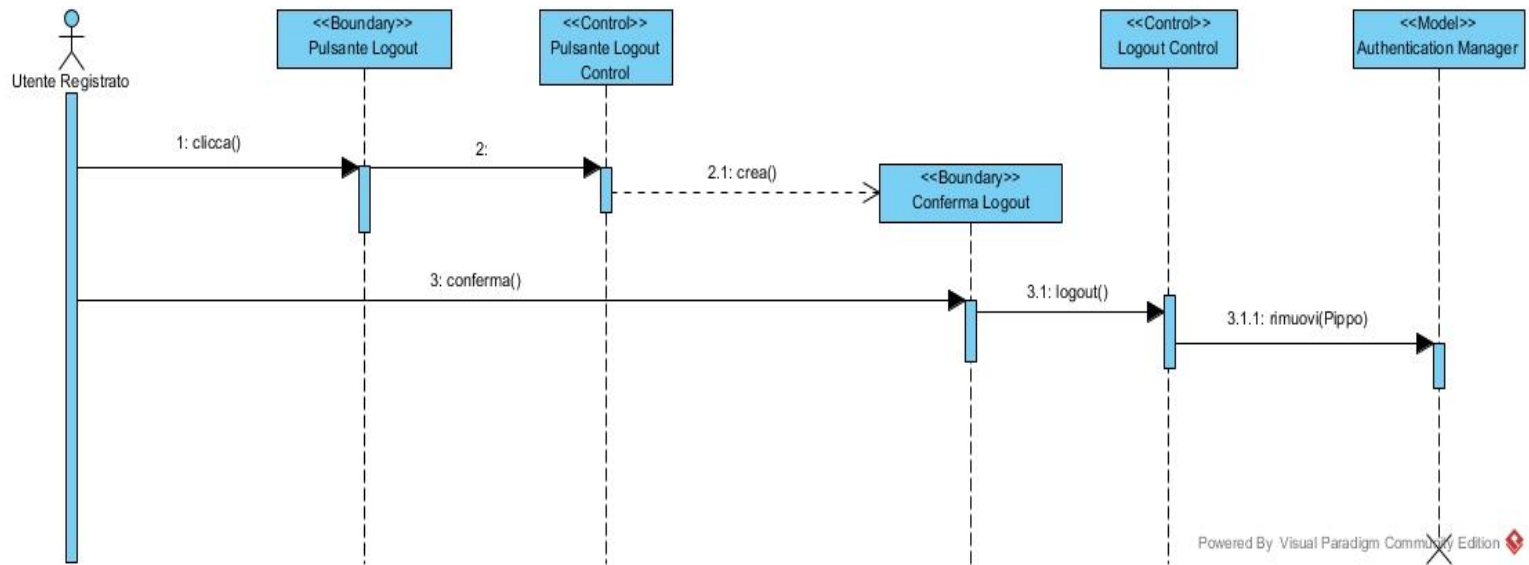 <<Boundary>>
Pulsante Logout
<<Control>>
Pulsante Logout
Control
<<Control>>
Logout Control
<<Model>>
Authentication Manager
Utente Registrato
1: clicca()
2:
2.1: crea()
<<Boundary>>
Conferma Logout
3: conferma()
3.1: logout()
3.1.1: rimuovi(Pippo)
Powered By Visual Paradigm Community Edition